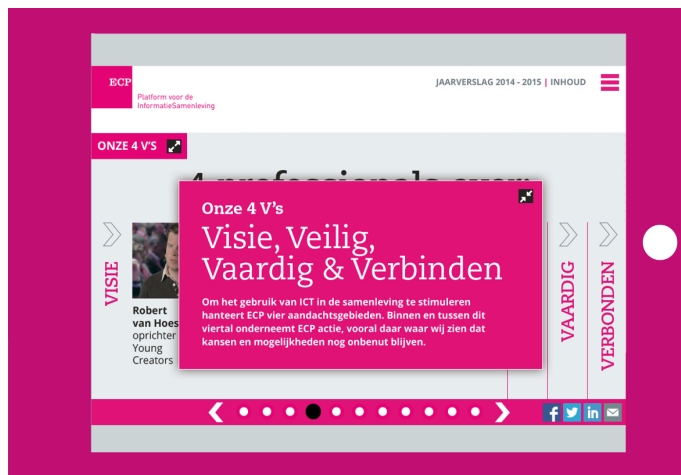 ECP
Platform voor de
InformatieSamenleving
JAARVERSLAG 2014 - 2015 | INHOUD
ONZE 4 V'S
4 professionals over
Onze 4 V's
Visie, Veilig,
Vaardig & Verbinden
Om het gebruik van ICT in de samenleving te stimuleren
hanteert ECP vier aandachtsgebieden. Binnen en tussen dit
viertal onderneemt ECP actie, vooral daar waar wij zien dat
kansen en mogelijkheden nog onbenut blijven.
VISIE
Robert
van Hoes
oprichter
Young
Creators
VAARDIG
VERBONDEN